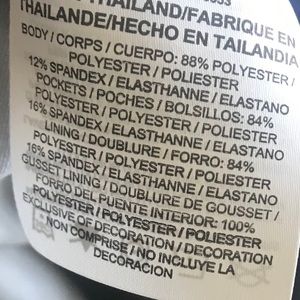 THAILAND/FABRIQUÉ EN
THAILANDE/HECHO EN TAILANDIA
BODY / CORPS / CUERPO: 88% POLYESTER /
POLYESTER / POLIESTER
12% SPANDEX / ELASTHANNE / ELASTANO
POCKETS / POCHES / BOLSILLOS: 84%
POLYESTER / POLYESTER / POLIESTER
16% SPANDEX / ELASTHANNE / ELASTANO
LINING / DOUBLURE / FORRO: 84%
POLYESTER / POLYESTER / POLIESTER
16% SPANDEX / ELASTHANNE / ELASTANO
GUSSET LINING / DOUBLURE DE GOUSSET /
FORRO DEL PUENTE INTERIOR: 100%
POLYESTER / POLYESTER / POLIESTER
EXCLUSIVE OF DECORATION / DECORATION
NON COMPRISE / NO INCLUYE LA
DECORACION